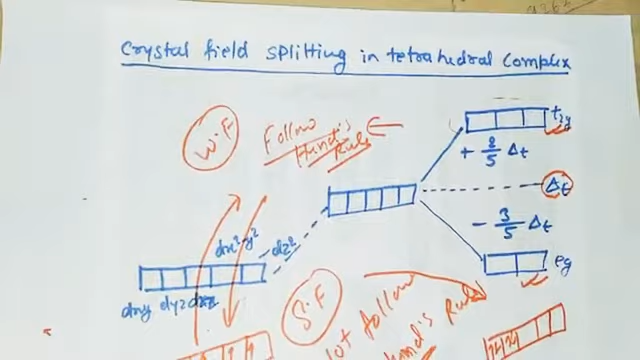 Crystal field splitting in tetrahedral complex
W.F
Follow
Hund's
Rule
t2g
+ 2/5 Δt
Δt
- 3/5 Δt
eg
dx²-y²
dz²
dxy dyz dxz
S.F
Not follow
Hund's Rule